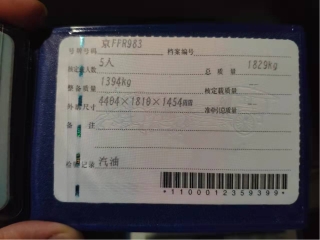 号牌号码 京FFR983 档案编号
核定载人数 5人 总质量 1829kg
整备质量 1394kg 核定载质量
外廓尺寸 4494×1819×1454mm 准牵引总质量
备注
检验记录 汽油
*1100012359399*